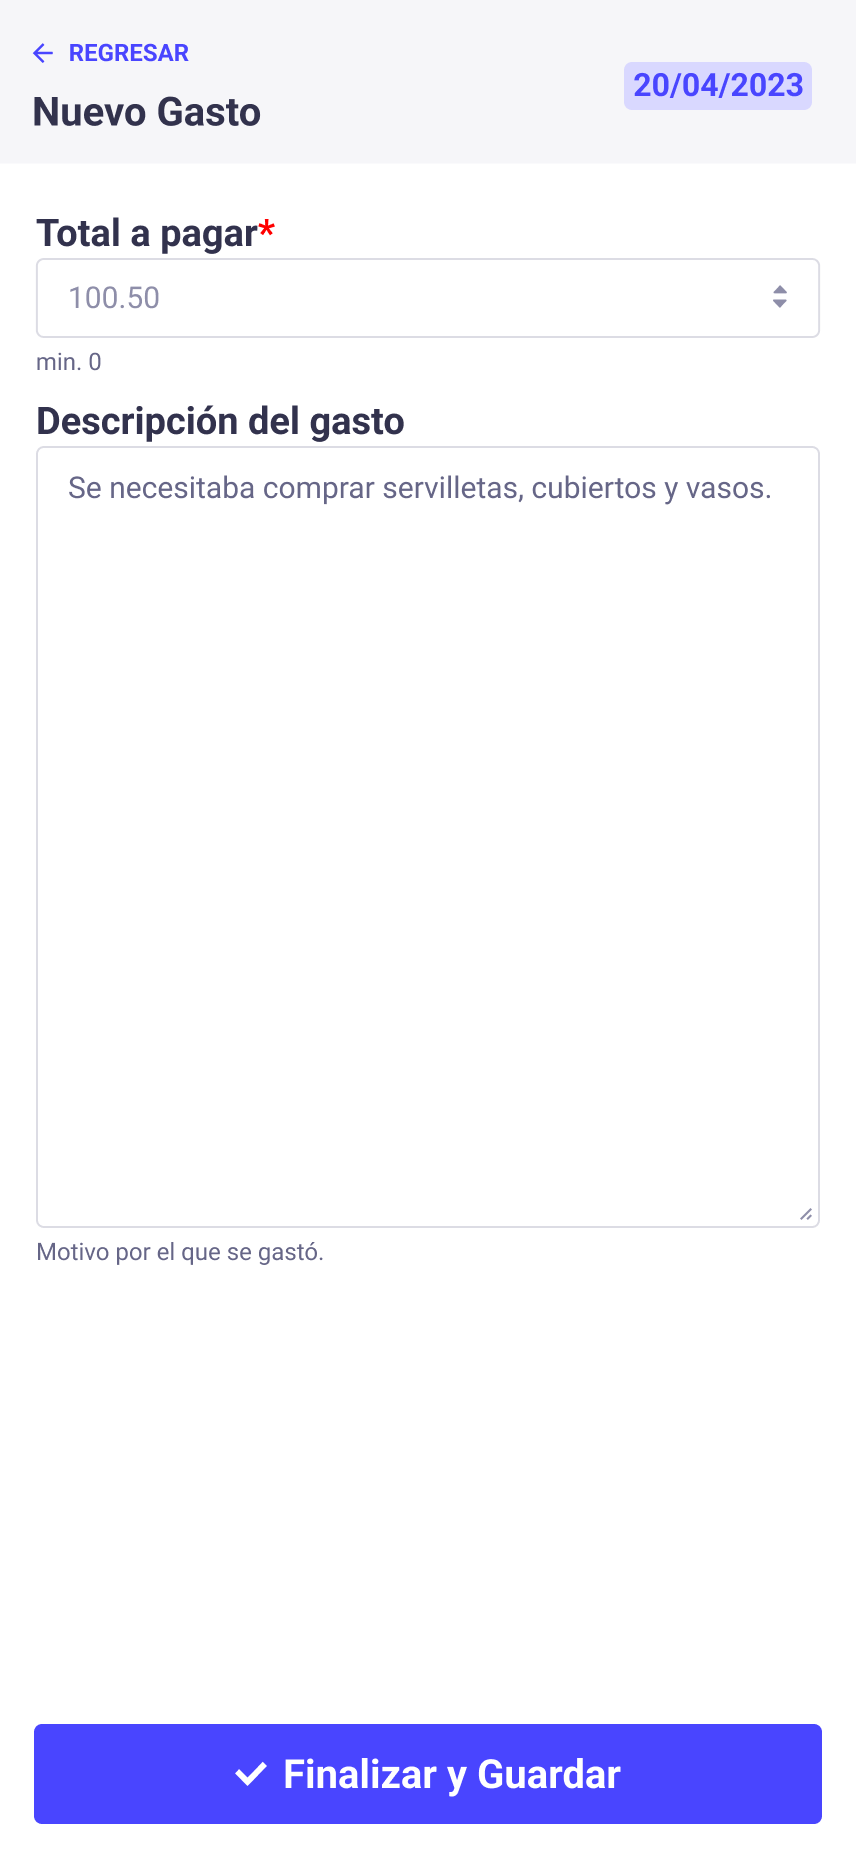 REGRESAR
Nuevo Gasto
20/04/2023
Total a pagar*
100.50
min. 0
Descripción del gasto
Se necesitaba comprar servilletas, cubiertos y vasos.
Motivo por el que se gastó.
Finalizar y Guardar